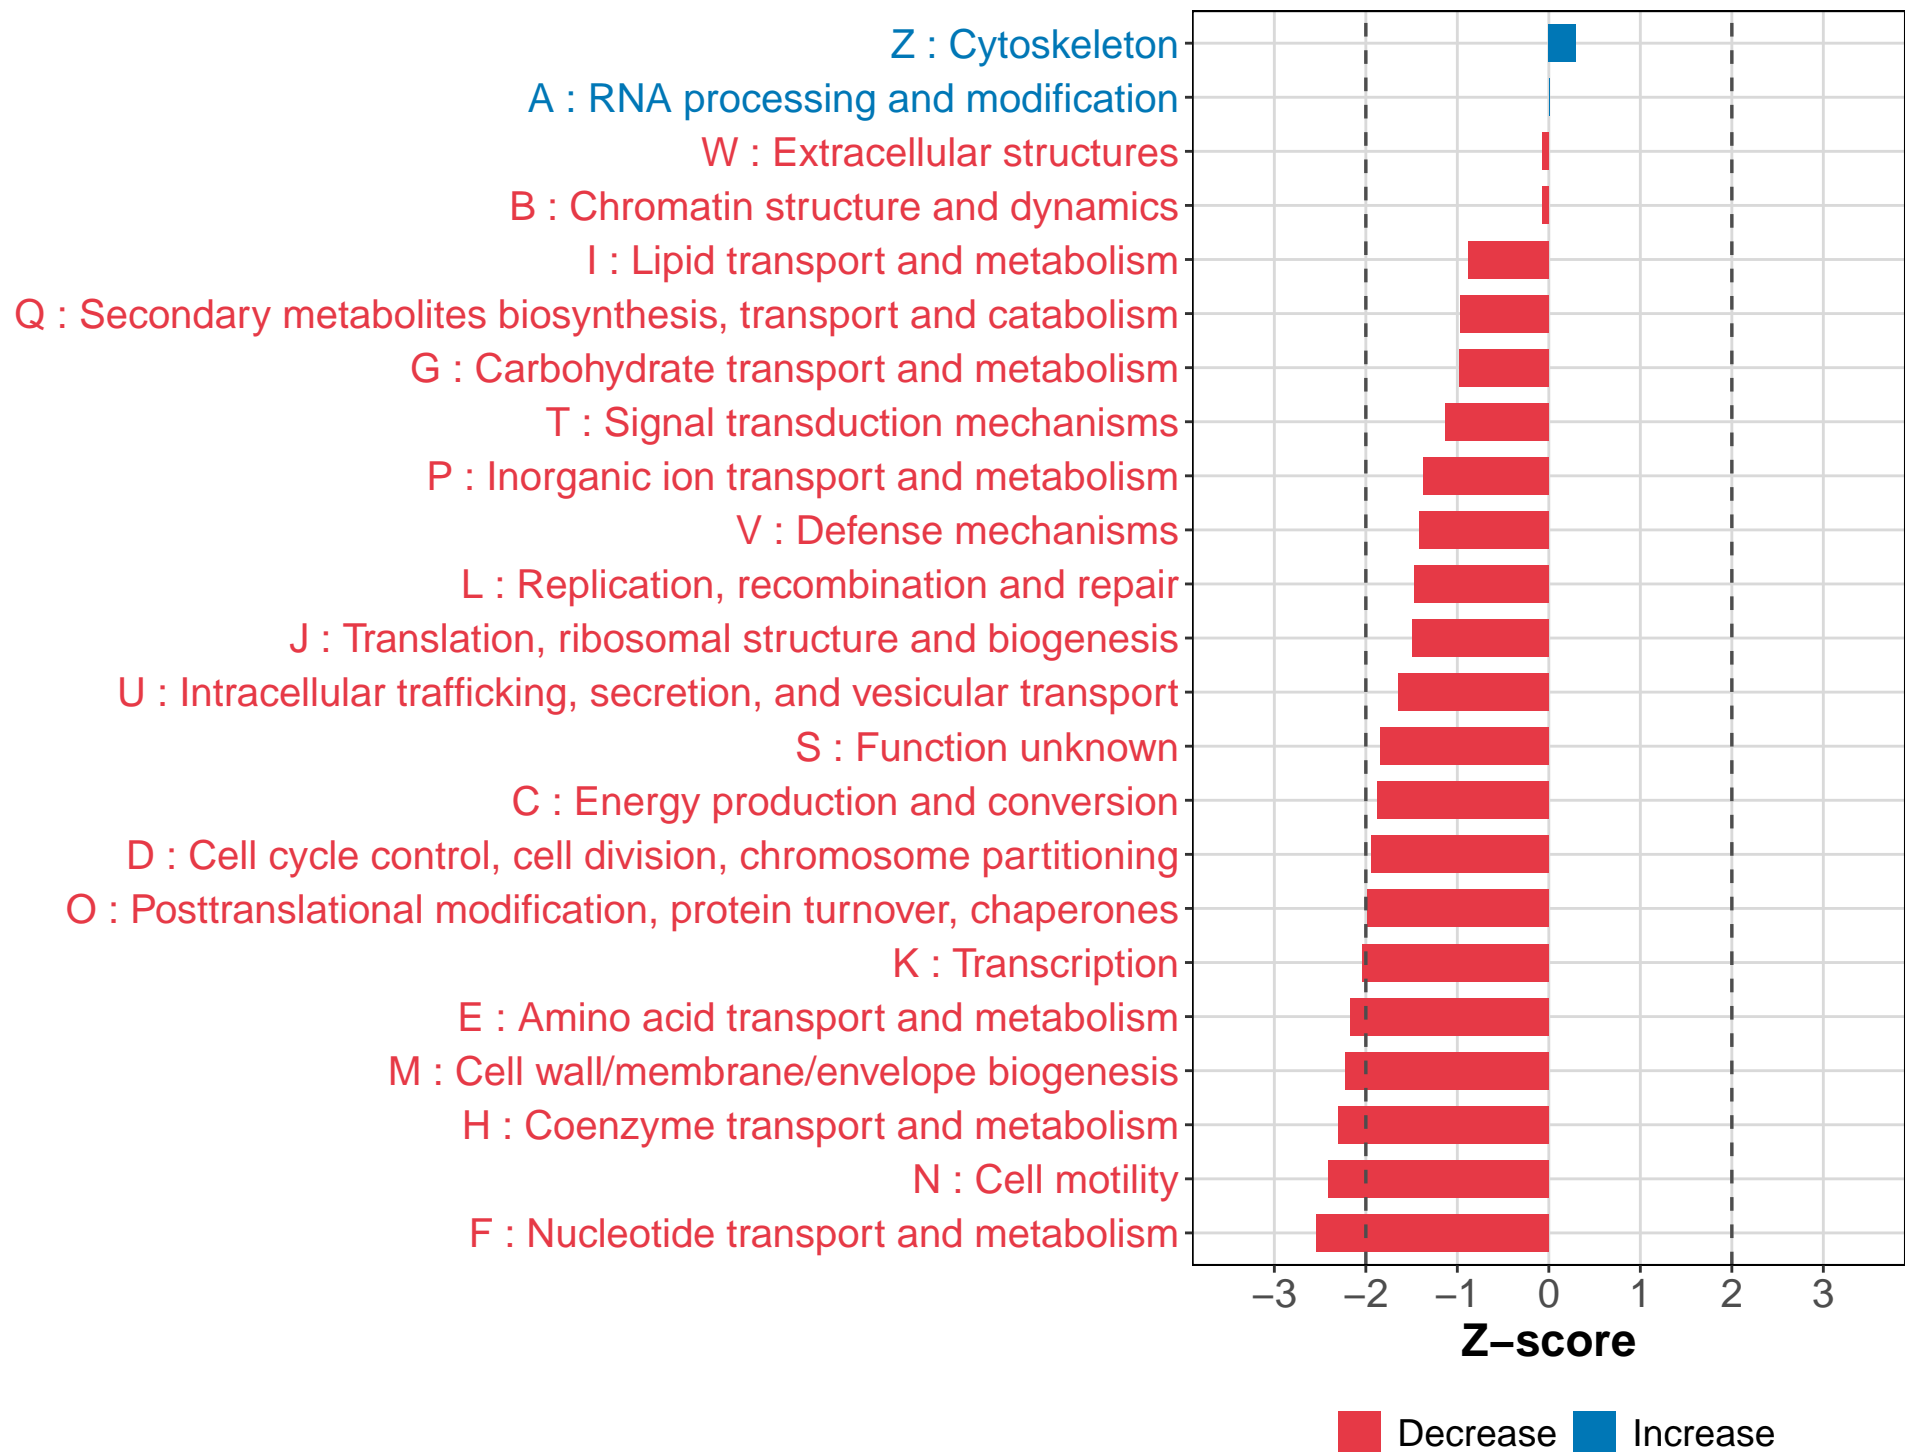 Z : Cytoskeleton
A : RNA processing and modification
W : Extracellular structures
B : Chromatin structure and dynamics
I : Lipid transport and metabolism
Q : Secondary metabolites biosynthesis, transport and catabolism
G : Carbohydrate transport and metabolism
T : Signal transduction mechanisms
P : Inorganic ion transport and metabolism
V : Defense mechanisms
L : Replication, recombination and repair
J : Translation, ribosomal structure and biogenesis
U : Intracellular trafficking, secretion, and vesicular transport
S : Function unknown
C : Energy production and conversion
D : Cell cycle control, cell division, chromosome partitioning
O : Posttranslational modification, protein turnover, chaperones
K : Transcription
E : Amino acid transport and metabolism
M : Cell wall/membrane/envelope biogenesis
H : Coenzyme transport and metabolism
N : Cell motility
F : Nucleotide transport and metabolism
−3 −2 −1 0 1 2 3
Z−score
Decrease Increase